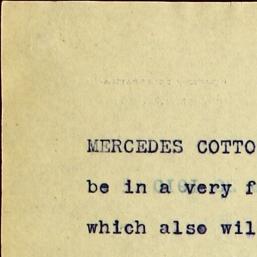 MERCEDES COTTO
be in a very f
which also wil